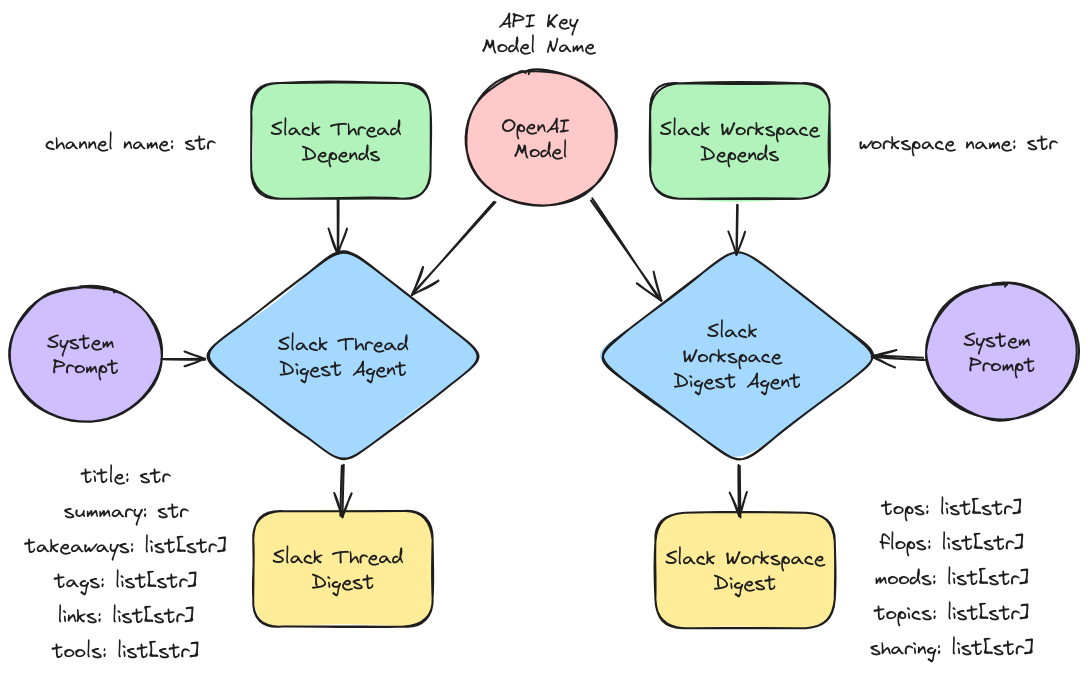 API Key
Model Name
channel name: str
Slack Thread
Depends
OpenAI
Model
Slack Workspace
Depends
workspace name: str
System
Prompt
Slack Thread
Digest Agent
Slack
Workspace
Digest Agent
System
Prompt
title: str
summary: str
takeaways: list[str]
tags: list[str]
links: list[str]
tools: list[str]
Slack Thread
Digest
Slack Workspace
Digest
tops: list[str]
flops: list[str]
moods: list[str]
topics: list[str]
sharing: list[str]